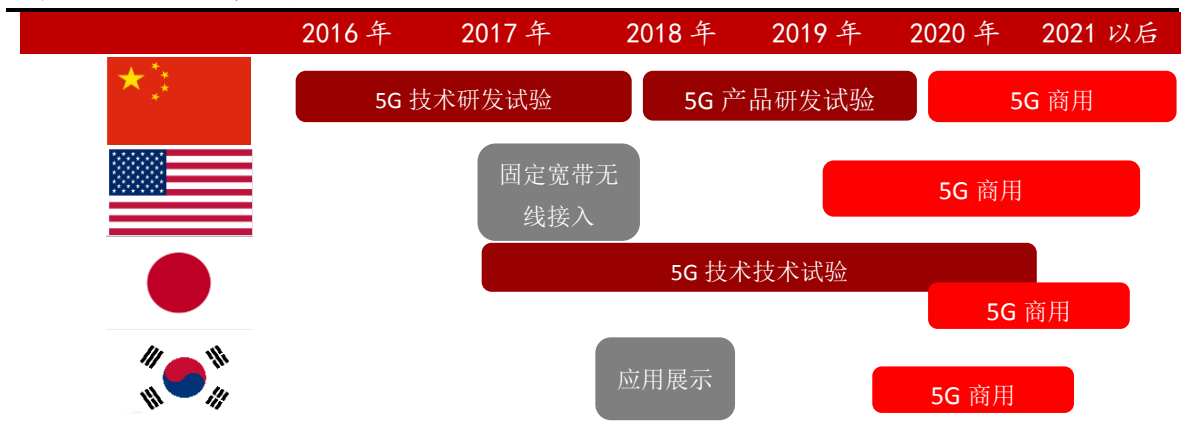 2016 年 2017 年 2018 年 2019 年 2020 年 2021 以后
5G 技术研发试验 5G 产品研发试验 5G 商用
固定宽带无
线接入
5G 商用
5G 技术技术试验
5G 商用
应用展示
5G 商用